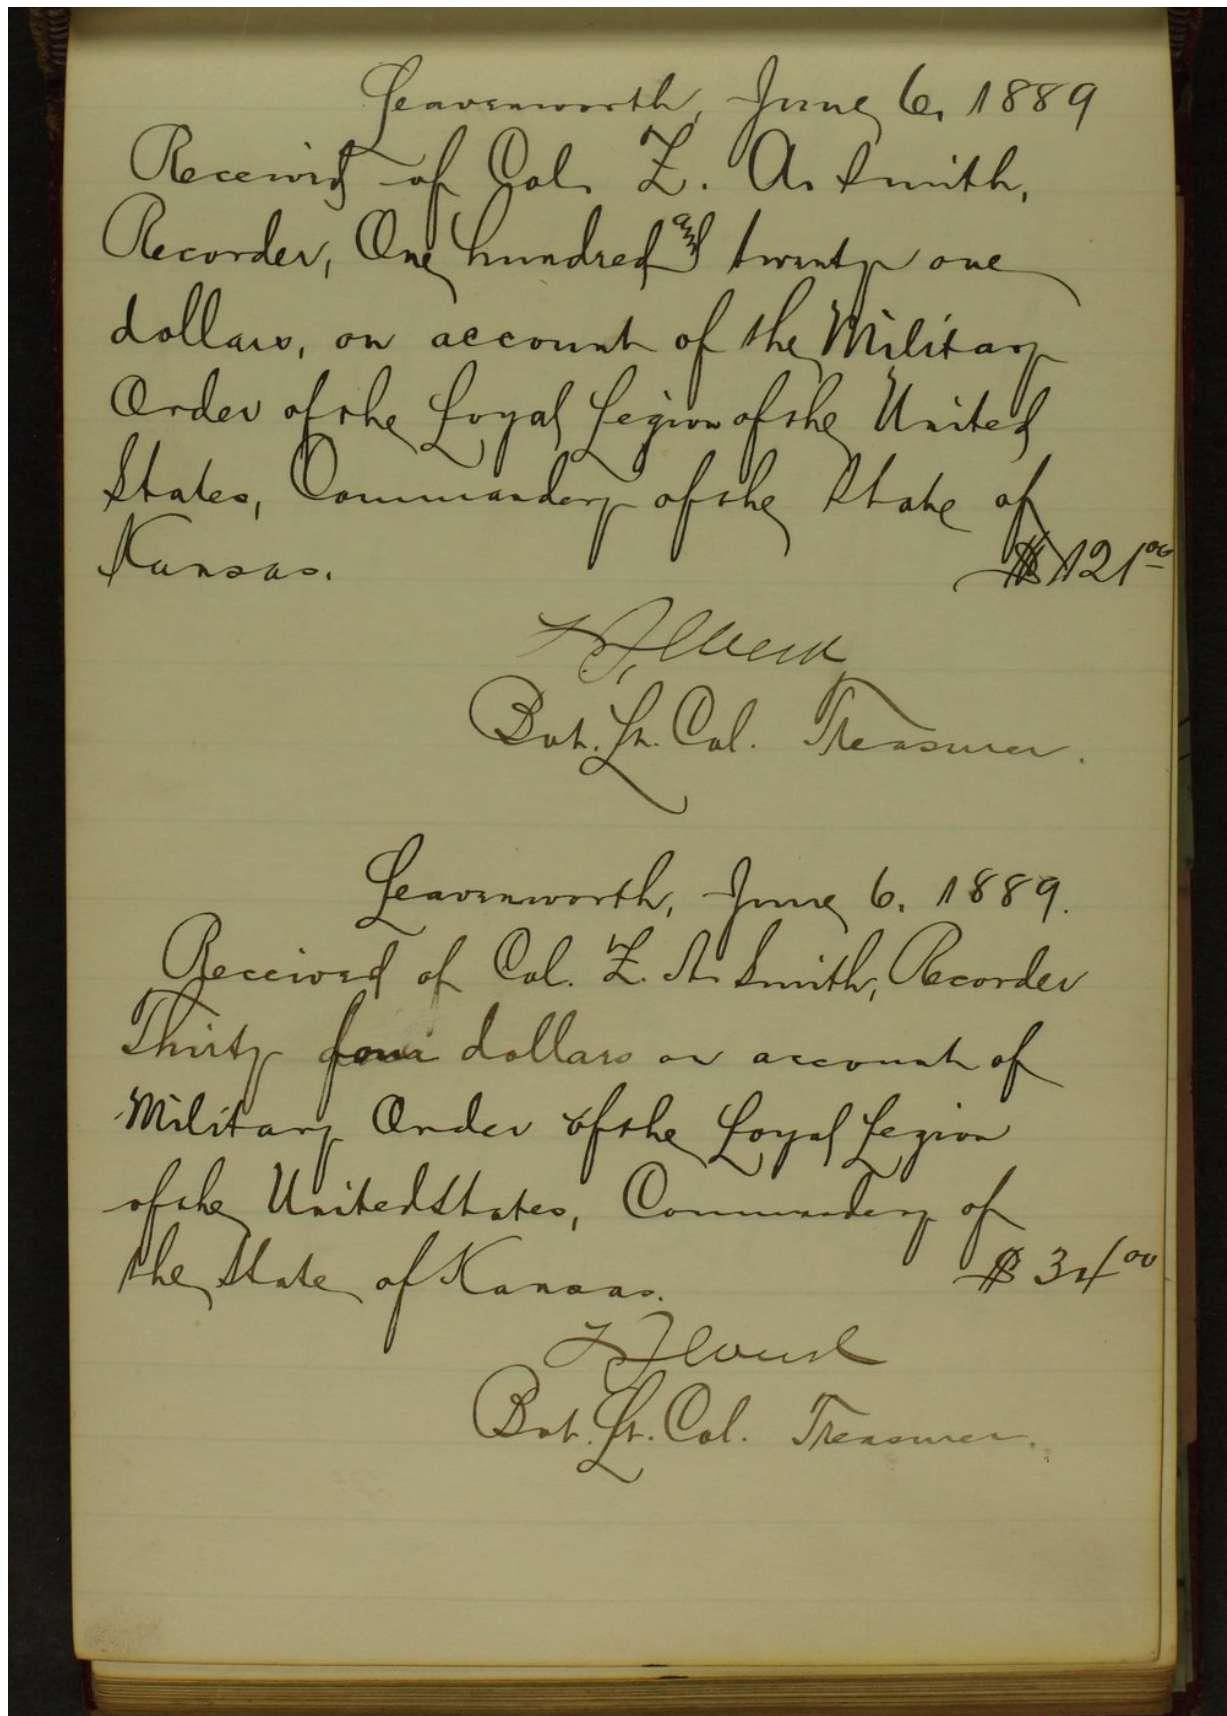 Leavenworth, June 6, 1889
Received of Col. Z. A. Smith,
Recorder, One hundred and twenty one
dollars, on account of the Military
Order of the Loyal Legion of the United
States, Commandery of the State of
Kansas. $121 00
Bvt. Lt. Col. Treasurer.
Leavenworth, June 6. 1889.
Received of Col. Z. A. Smith, Recorder
Thirty four dollars on account of
Military Order of the Loyal Legion
of the United States, Commandery of
the State of Kansas. $34 00
Bvt. Lt. Col. Treasurer.